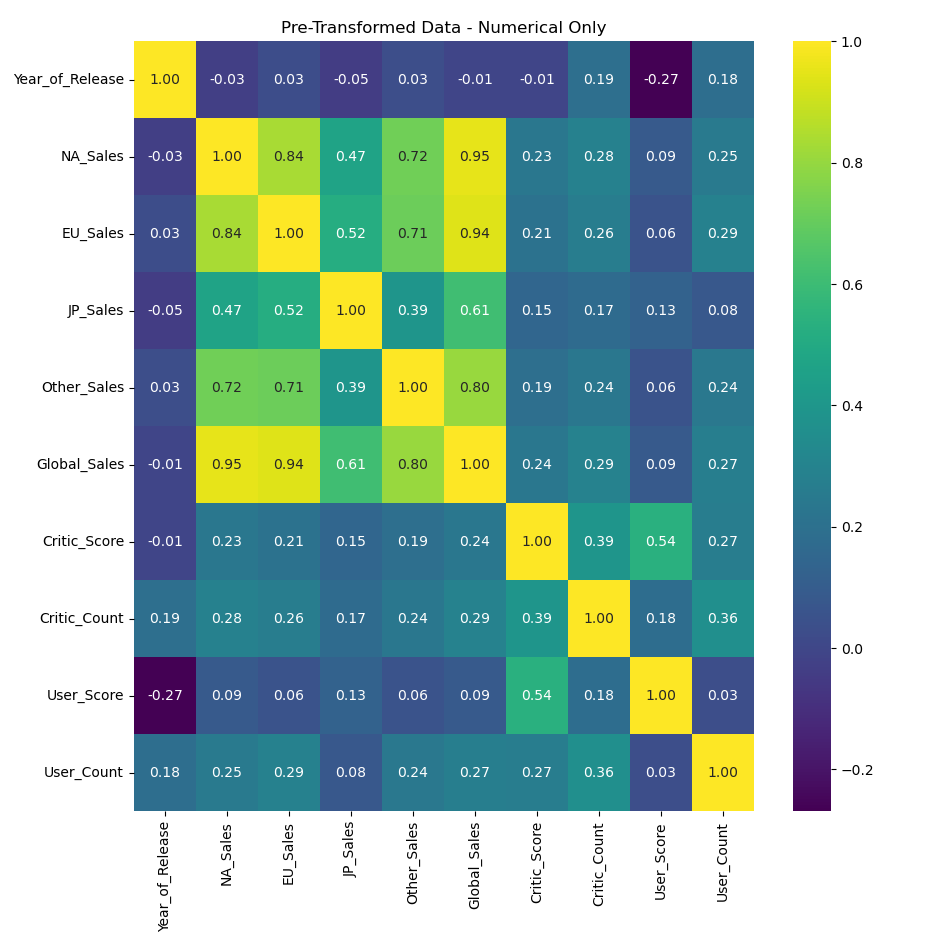 Pre-Transformed Data - Numerical Only
Year_of_Release 1.00 -0.03 0.03 -0.05 0.03 -0.01 -0.01 0.19 -0.27 0.18
NA_Sales -0.03 1.00 0.84 0.47 0.72 0.95 0.23 0.28 0.09 0.25
EU_Sales 0.03 0.84 1.00 0.52 0.71 0.94 0.21 0.26 0.06 0.29
JP_Sales -0.05 0.47 0.52 1.00 0.39 0.61 0.15 0.17 0.13 0.08
Other_Sales 0.03 0.72 0.71 0.39 1.00 0.80 0.19 0.24 0.06 0.24
Global_Sales -0.01 0.95 0.94 0.61 0.80 1.00 0.24 0.29 0.09 0.27
Critic_Score -0.01 0.23 0.21 0.15 0.19 0.24 1.00 0.39 0.54 0.27
Critic_Count 0.19 0.28 0.26 0.17 0.24 0.29 0.39 1.00 0.18 0.36
User_Score -0.27 0.09 0.06 0.13 0.06 0.09 0.54 0.18 1.00 0.03
User_Count 0.18 0.25 0.29 0.08 0.24 0.27 0.27 0.36 0.03 1.00
Year_of_Release
NA_Sales
EU_Sales
JP_Sales
Other_Sales
Global_Sales
Critic_Score
Critic_Count
User_Score
User_Count
1.0
0.8
0.6
0.4
0.2
0.0
−0.2